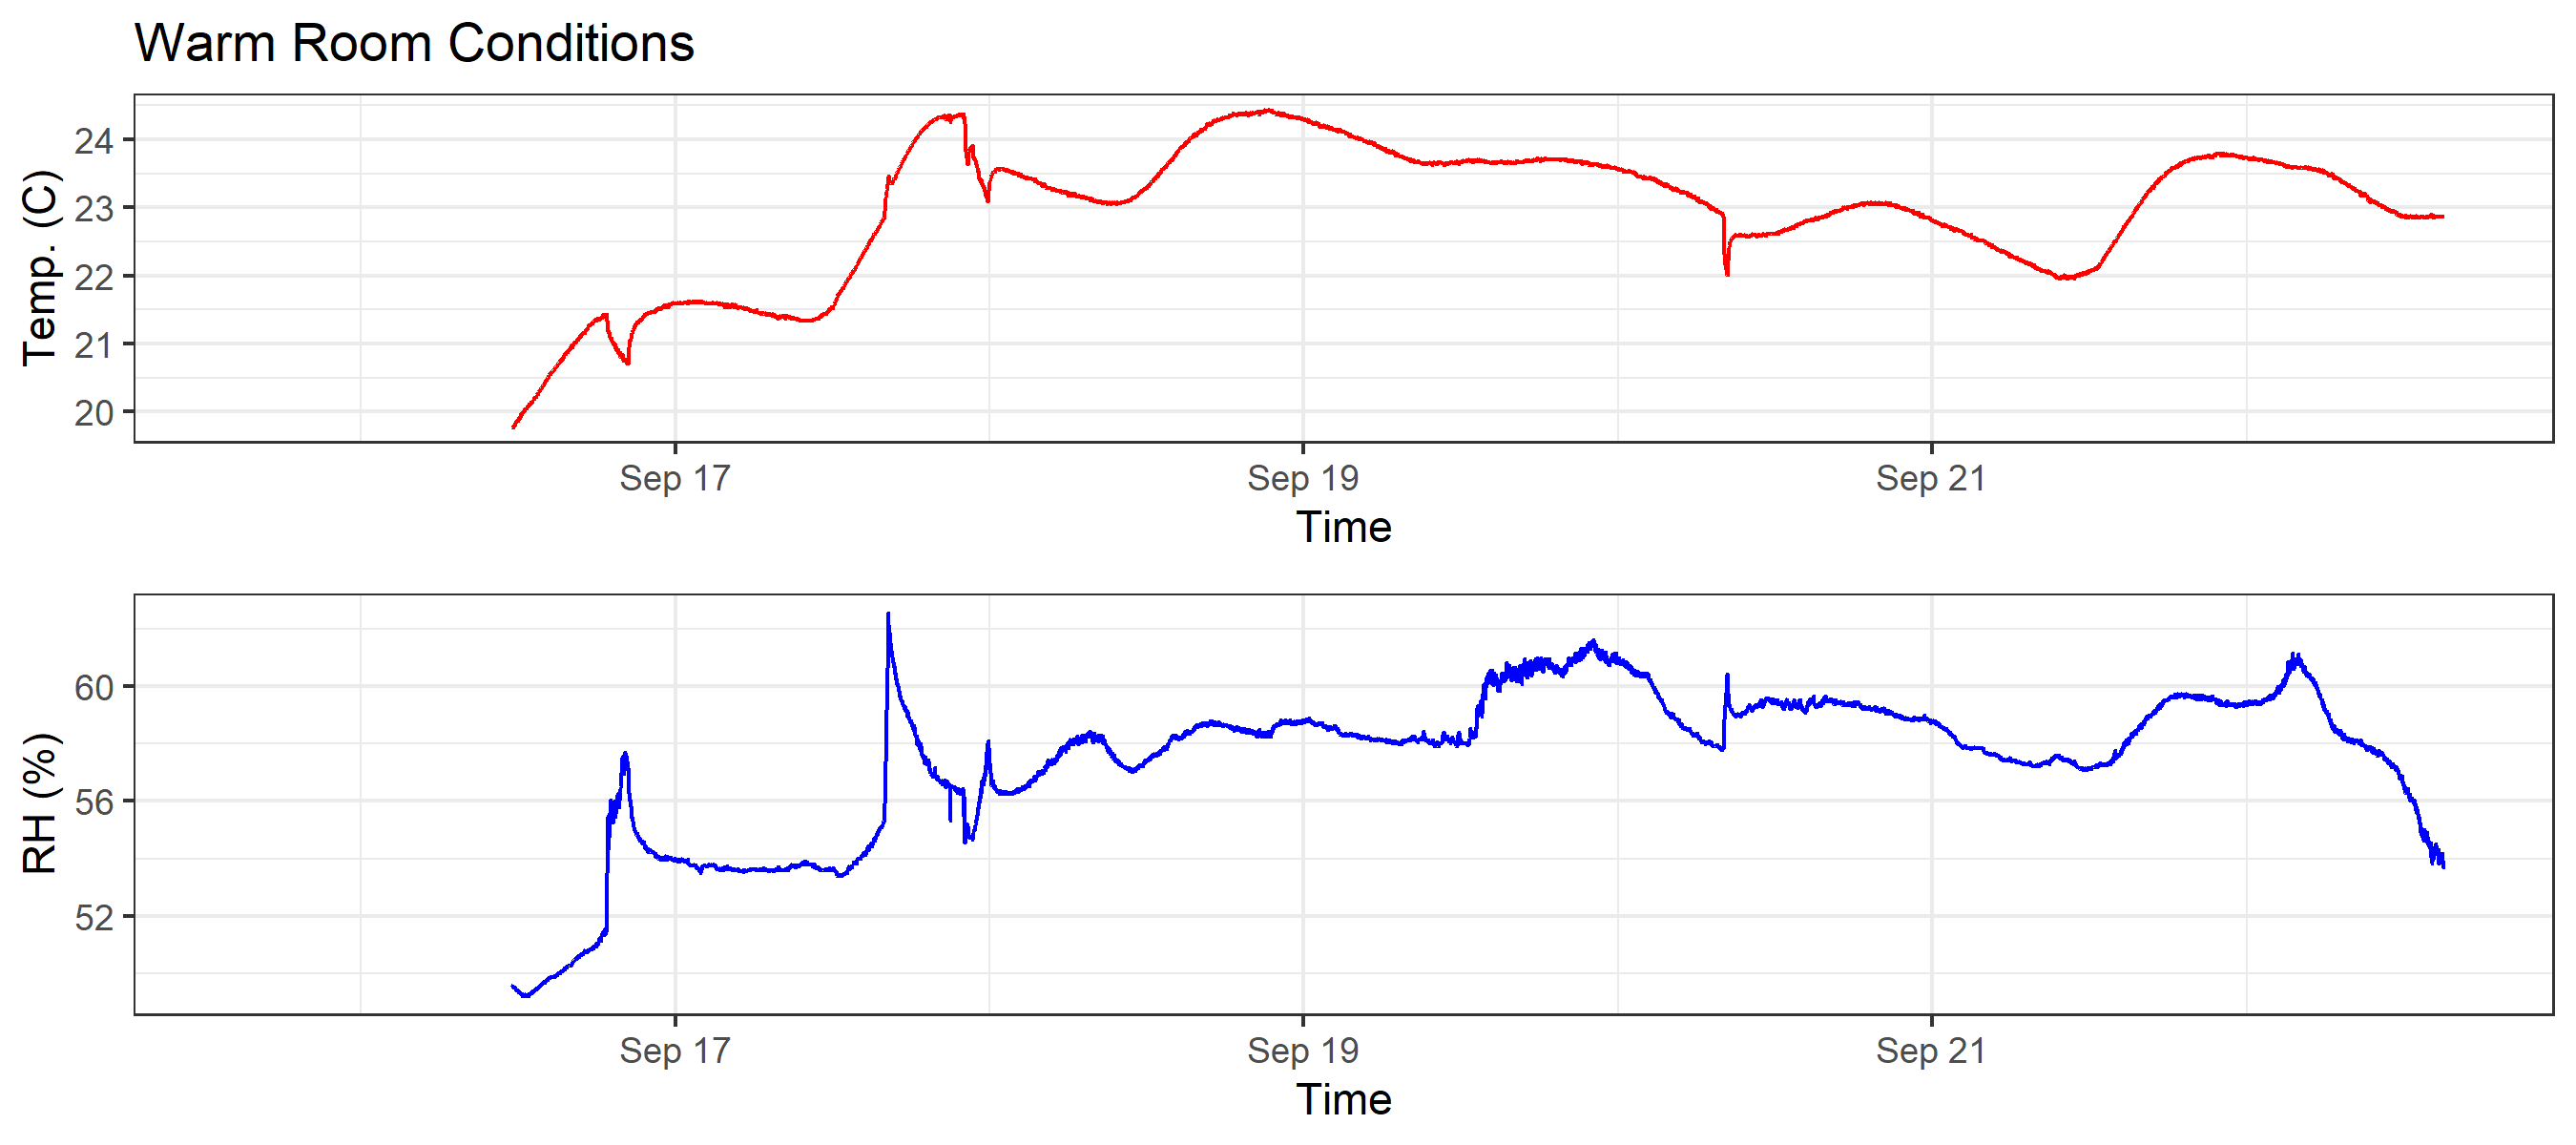 Warm Room Conditions
Temp. (C)
24
23
22
21
20
Sep 17 Sep 19 Sep 21
Time
RH (%)
60
56
52
Sep 17 Sep 19 Sep 21
Time